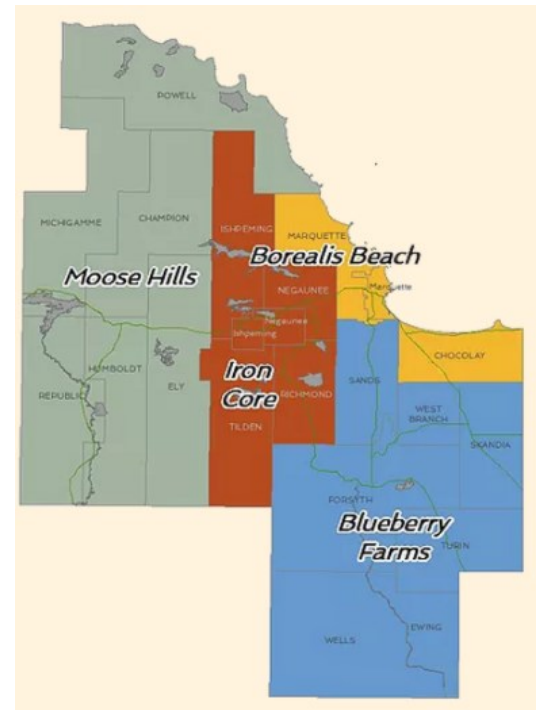 POWELL
MICHIGAMME
CHAMPION
ISHPEMING
MARQUETTE
Borealis Beach
Moose Hills
NEGAUNEE
Marquette
Negaunee
Ishpeming
CHOCOLAY
Iron
Core
HUMBOLDT
SANDS
ELY
REPUBLIC
RICHMOND
WEST
BRANCH
TILDEN
SKANDIA
FORSYTH
Blueberry
Farms
TURIN
EWING
WELLS